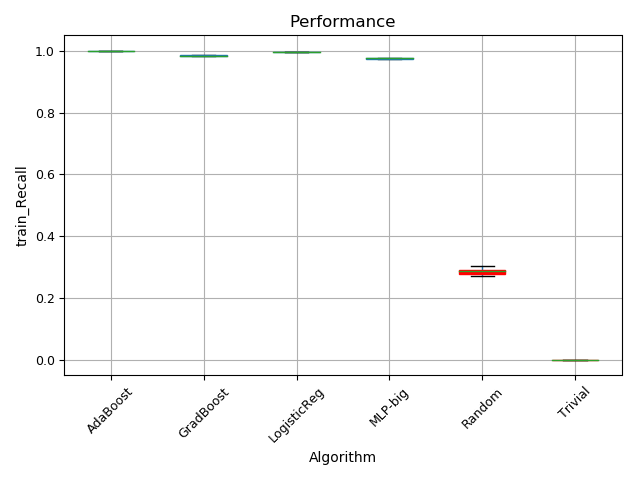 Performance
1.0
0.8
0.6
0.4
0.2
0.0
train_Recall
AdaBoost
GradBoost
LogisticReg
MLP-big
Random
Trivial
Algorithm